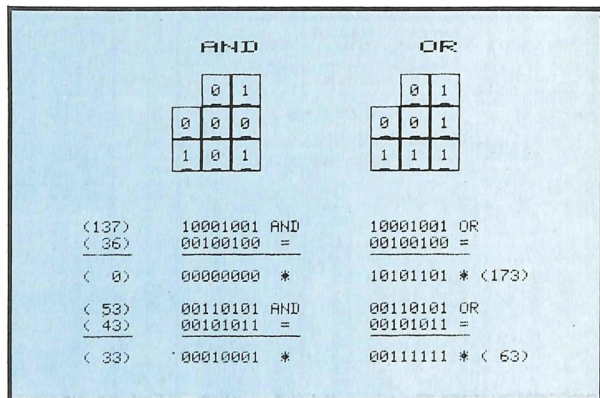 AND OR
0 1 0 1
0 0 0 0 0 1
1 0 1 1 1 1
(137) 10001001 AND 10001001 OR
( 36) 00100100 = 00100100 =
( 0) 00000000 * 10101101 * (173)
( 53) 00110101 AND 00110101 OR
( 43) 00101011 = 00101011 =
( 33) 00010001 * 00111111 * ( 63)